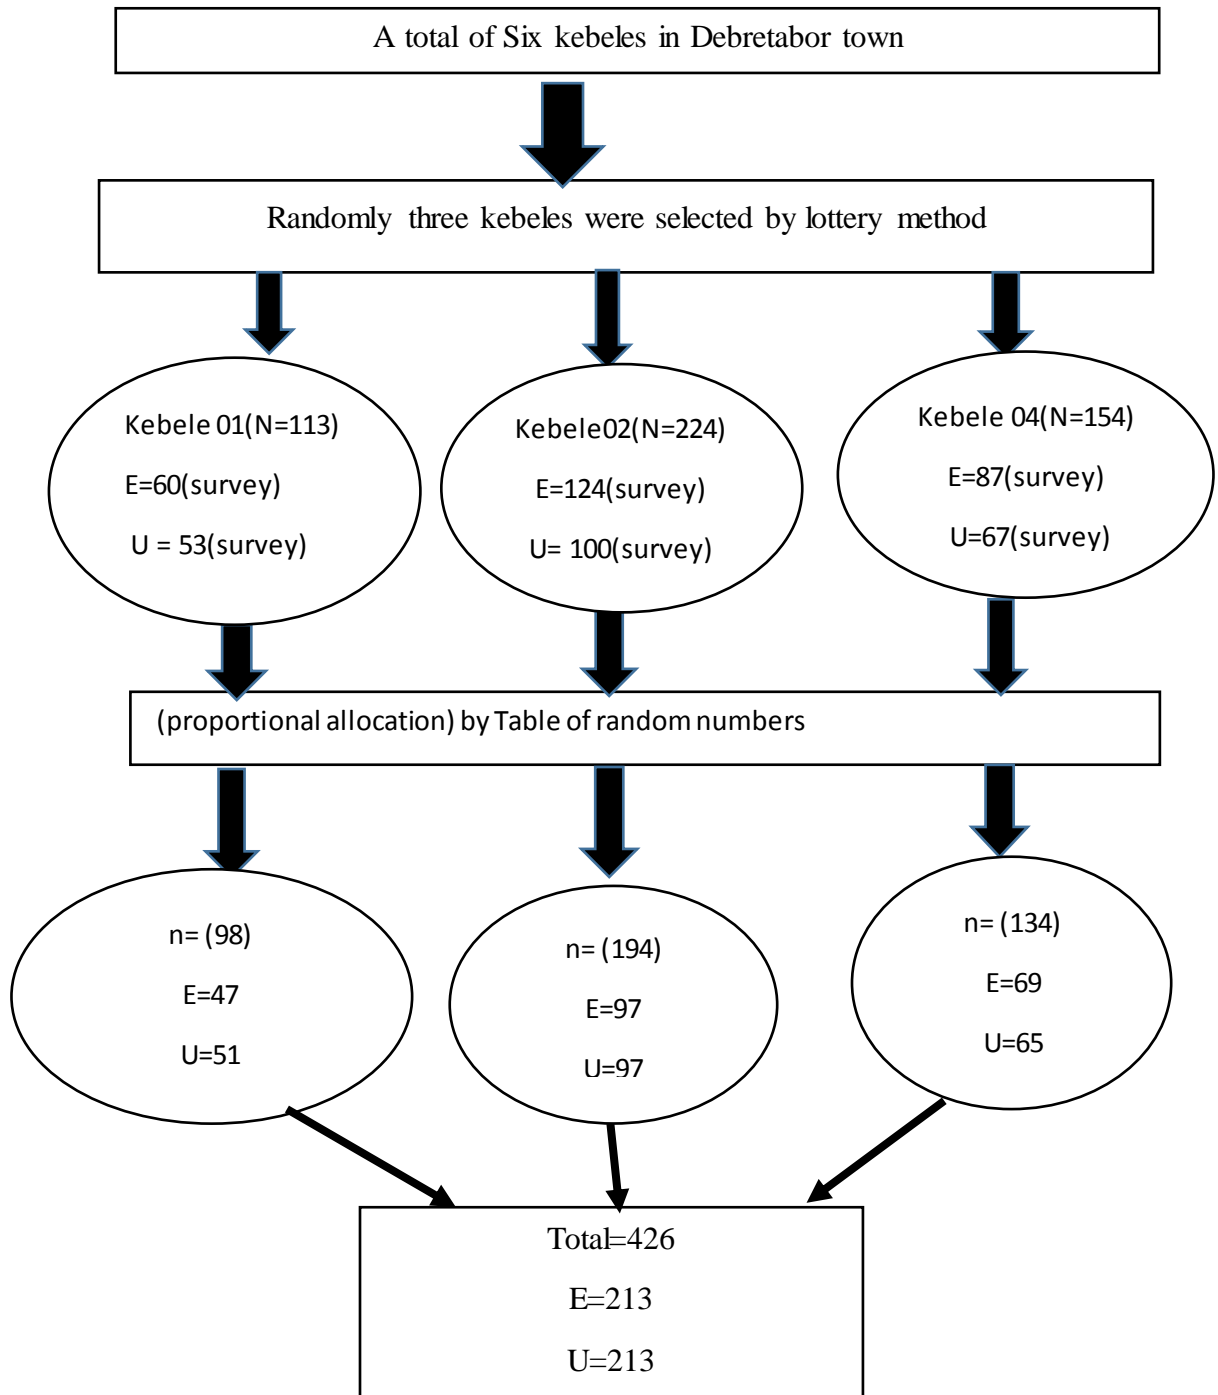 A total of Six kebeles in Debretabor town
Randomly three kebeles were selected by lottery method
Kebele 01(N=113)
E=60(survey)
U = 53(survey)
Kebele02(N=224)
E=124(survey)
U= 100(survey)
Kebele 04(N=154)
E=87(survey)
U=67(survey)
(proportional allocation) by Table of random numbers
n= (98)
E=47
U=51
n= (194)
E=97
U=97
n= (134)
E=69
U=65
Total=426
E=213
U=213